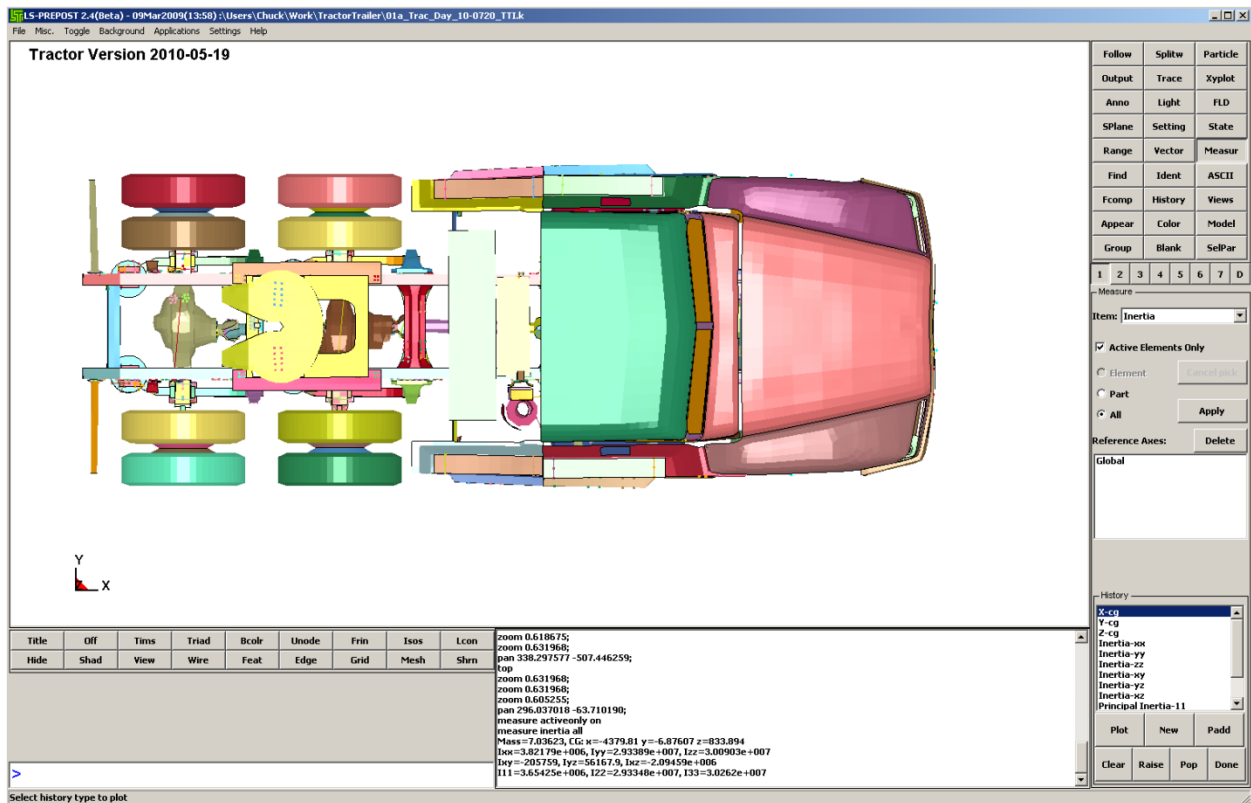 LS-PREPOST 2.4(Beta) - 09Mar2009(13:58) :\Users\Chuck\Work\TractorTrailer\01a_Trac_Day_10-0720_TTI.k
File Misc. Toggle Background Applications Settings Help
Tractor Version 2010-05-19
Y
X
Follow Splitw Particle
Output Trace Xyplot
Anno Light FLD
SPlane Setting State
Range Vector Measur
Find Ident ASCII
Fcomp History Views
Appear Color Model
Group Blank SelPar
1 2 3 4 5 6 7 D
Measure
Item: Inertia
Active Elements Only
Element Cancel pick
Part
All Apply
Reference Axes: Delete
Global
History
X-cg
Y-cg
Z-cg
Inertia-xx
Inertia-yy
Inertia-zz
Inertia-xy
Inertia-yz
Inertia-xz
Principal Inertia-11
Plot New Padd
Clear Raise Pop Done
Title Off Tims Triad Bcolr Unode Frin Isos Lcon
Hide Shad View Wire Feat Edge Grid Mesh Shrn
zoom 0.618675;
zoom 0.631968;
pan 338.297577 -507.446259;
top
zoom 0.631968;
zoom 0.631968;
zoom 0.605255;
pan 296.037018 -63.710190;
measure activeonly on
measure inertia all
Mass=7.03623, CG: x=-4379.81 y=-6.87607 z=833.894
Ixx=3.82179e+006, Iyy=2.93389e+007, Izz=3.00903e+007
Ixy=-205759, Iyz=56167.9, Ixz=-2.09459e+006
I11=3.65425e+006, I22=2.93348e+007, I33=3.0262e+007
>
Select history type to plot